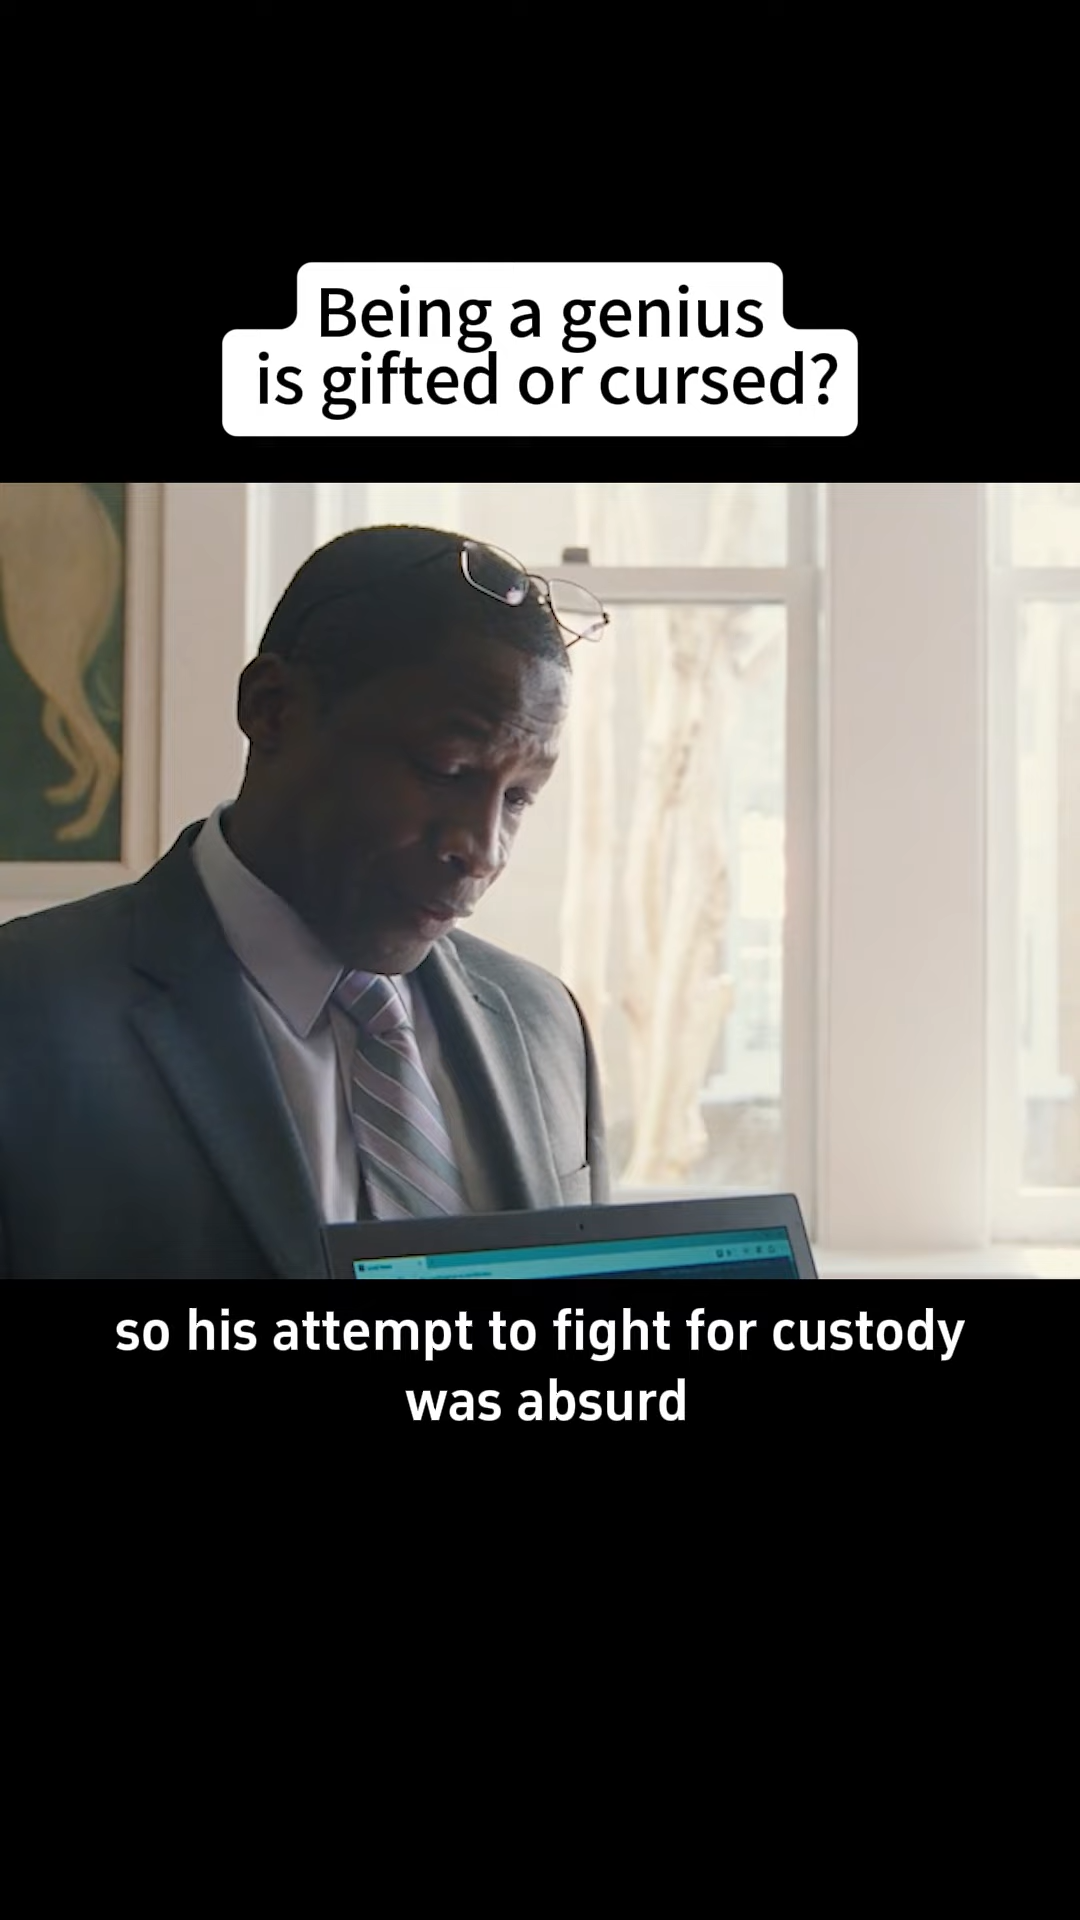 Being a genius
is gifted or cursed?
so his attempt to fight for custody
was absurd